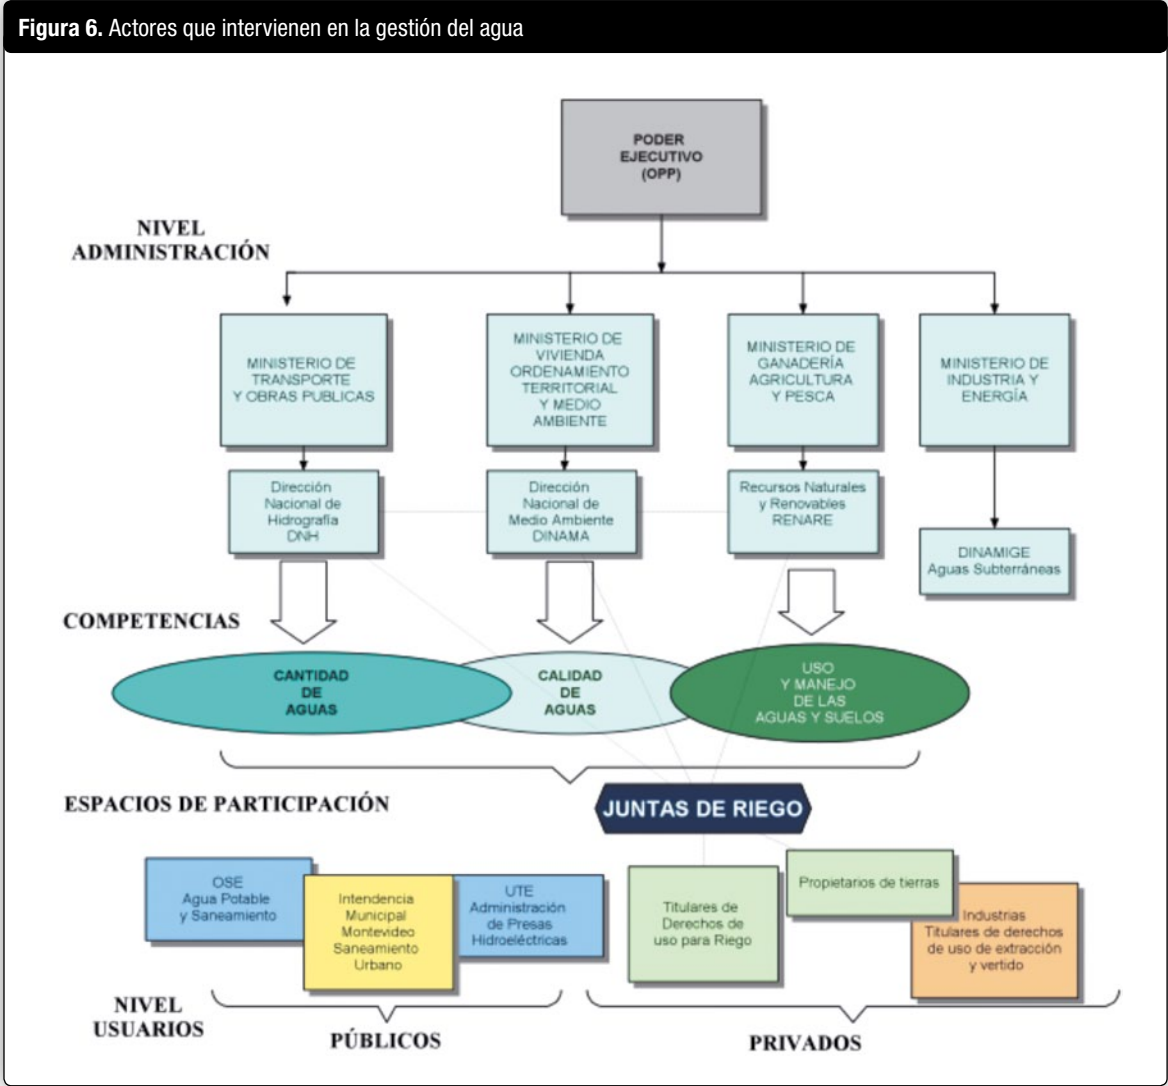 Figura 6. Actores que intervienen en la gestión del agua
PODER
EJECUTIVO
(OPP)
NIVEL
ADMINISTRACIÓN
MINISTERIO DE
TRANSPORTE
Y OBRAS PUBLICAS
MINISTERIO DE
VIVIENDA
ORDENAMIENTO
TERRITORIAL
Y MEDIO
AMBIENTE
MINISTERIO DE
GANADERÍA
AGRICULTURA
Y PESCA
MINISTERIO DE
INDUSTRIA Y
ENERGÍA
Dirección
Nacional de
Hidrografía
DNH
Dirección
Nacional de
Medio Ambiente
DINAMA
Recursos Naturales
y Renovables
RENARE
DINAMIGE
Aguas Subterráneas
COMPETENCIAS
CANTIDAD
DE
AGUAS
CALIDAD
DE
AGUAS
USO
Y MANEJO
DE LAS
AGUAS Y SUELOS
ESPACIOS DE PARTICIPACIÓN
JUNTAS DE RIEGO
OSE
Agua Potable
y Saneamiento
Intendencia
Municipal
Montevideo
Saneamiento
Urbano
UTE
Administración
de Presas
Hidroeléctricas
Titulares de
Derechos de
uso para Riego
Propietarios de tierras
Industrias
Titulares de derechos
de uso de extracción
y vertido
NIVEL
USUARIOS
PÚBLICOS
PRIVADOS